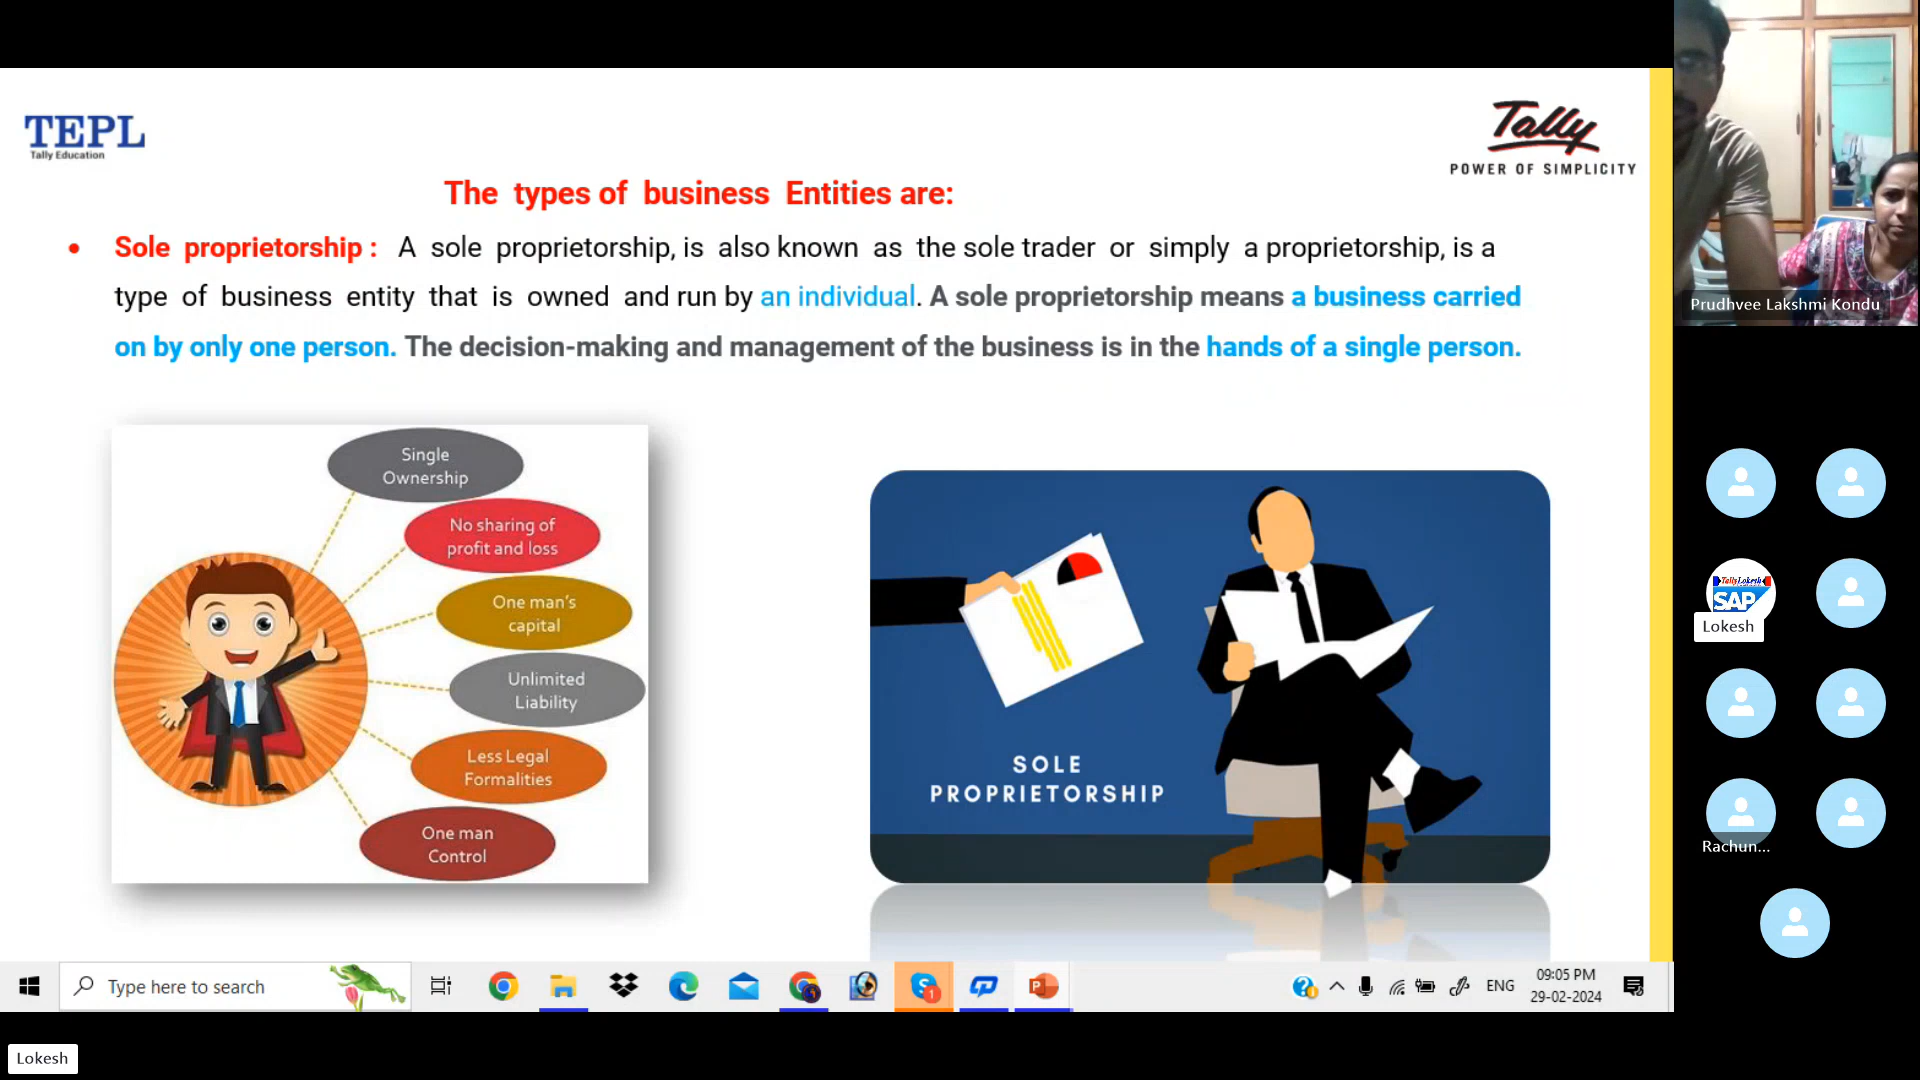 TEPL
Tally Education
Tally
POWER OF SIMPLICITY
The types of business Entities are:
• Sole proprietorship : A sole proprietorship, is also known as the sole trader or simply a proprietorship, is a
type of business entity that is owned and run by an individual. A sole proprietorship means a business carried
on by only one person. The decision-making and management of the business is in the hands of a single person.
Single
Ownership
No sharing of
profit and loss
One man's
capital
Unlimited
Liability
Less Legal
Formalities
One man
Control
SOLE
PROPRIETORSHIP
Prudhvee Lakshmi Kondu
TallyLokesh
SAP
Lokesh
Rachun...
Type here to search
1
ENG
09:05 PM
29-02-2024
Lokesh